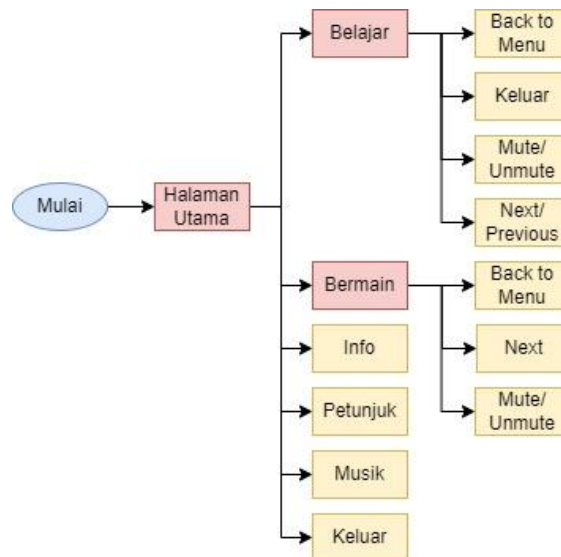 Mulai
Halaman
Utama
Belajar
Back to
Menu
Keluar
Mute/
Unmute
Next/
Previous
Bermain
Back to
Menu
Next
Mute/
Unmute
Info
Petunjuk
Musik
Keluar